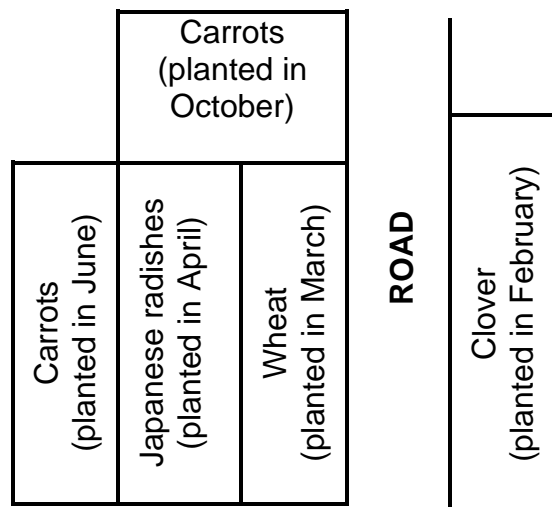 Carrots
(planted in
October)
Carrots
(planted in June)
Japanese radishes
(planted in April)
Wheat
(planted in March)
ROAD
Clover
(planted in February)